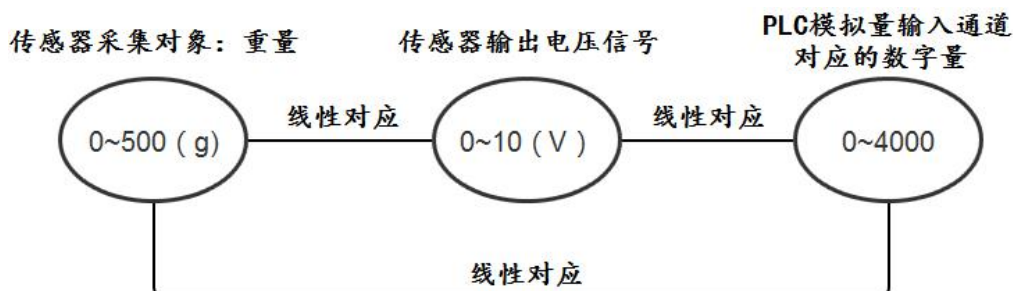 传感器采集对象：重量
传感器输出电压信号
PLC模拟量输入通道
对应的数字量
0~500（g）
线性对应
0~10（V）
线性对应
0~4000
线性对应